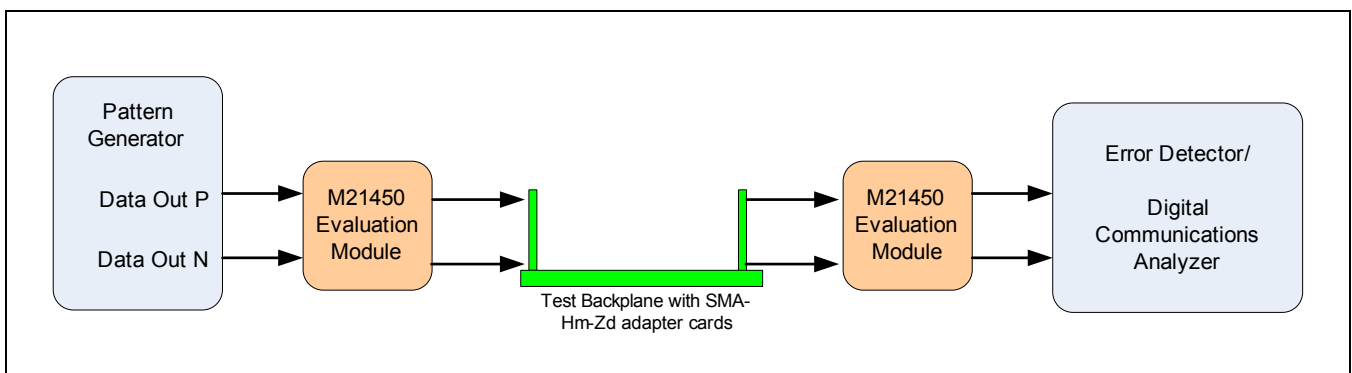 Pattern
Generator
Data Out P
Data Out N
M21450
Evaluation
Module
Test Backplane with SMA-
Hm-Zd adapter cards
M21450
Evaluation
Module
Error Detector/
Digital
Communications
Analyzer